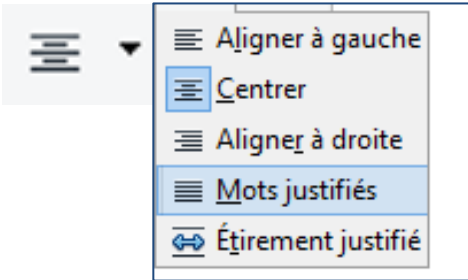 Aligner à gauche
Centrer
Aligner à droite
Mots justifiés
Étirement justifié